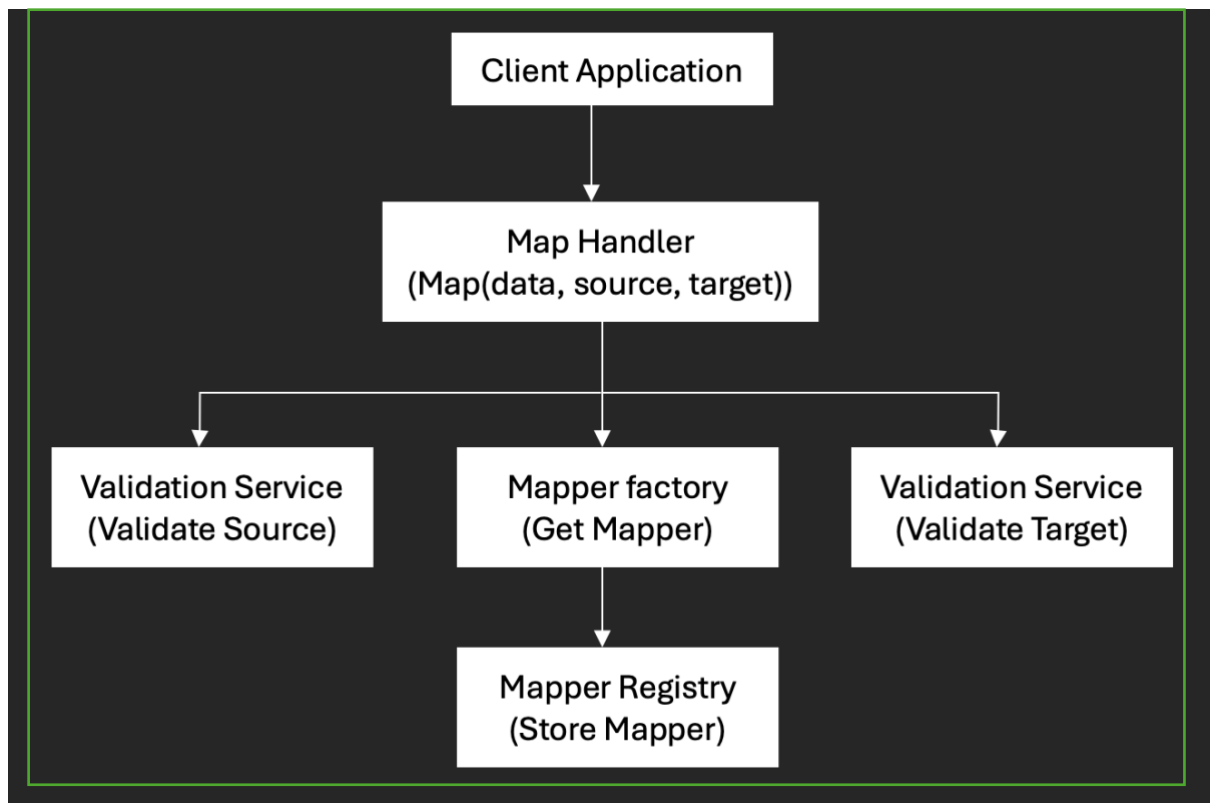 Client Application
Map Handler
(Map(data, source, target))
Validation Service
(Validate Source)
Mapper factory
(Get Mapper)
Validation Service
(Validate Target)
Mapper Registry
(Store Mapper)